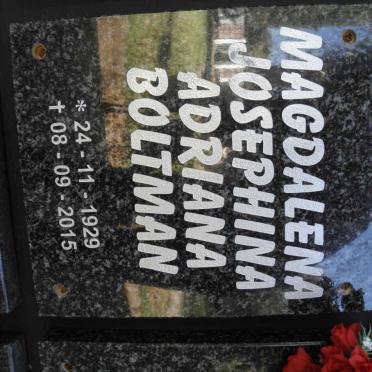 MAGDALENA
JOSEPHINA
ADRIANA
BOLTMAN
* 24 - 11 - 1929
† 08 - 09 - 2015